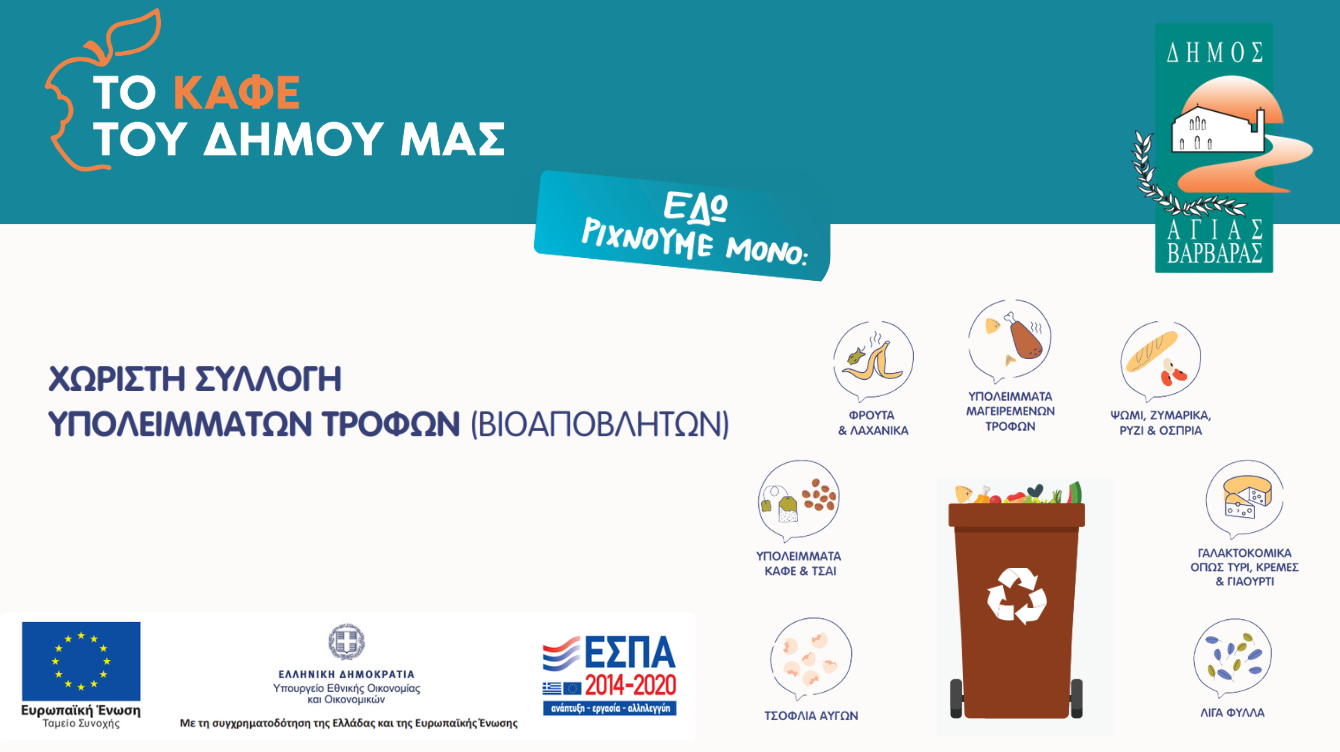 ΤΟ ΚΑΦΕ
ΤΟΥ ΔΗΜΟΥ ΜΑΣ
ΔΗΜΟΣ
ΑΓΙΑΣ
ΒΑΡΒΑΡΑΣ
ΕΔΩ
ΡΙΧΝΟΥΜΕ ΜΟΝΟ:
ΧΩΡΙΣΤΗ ΣΥΛΛΟΓΗ
ΥΠΟΛΕΙΜΜΑΤΩΝ ΤΡΟΦΩΝ (ΒΙΟΑΠΟΒΛΗΤΩΝ)
ΦΡΟΥΤΑ
& ΛΑΧΑΝΙΚΑ
ΥΠΟΛΕΙΜΜΑΤΑ
ΜΑΓΕΙΡΕΜΕΝΩΝ
ΤΡΟΦΩΝ
ΨΩΜΙ, ΖΥΜΑΡΙΚΑ,
ΡΥΖΙ & ΟΣΠΡΙΑ
ΥΠΟΛΕΙΜΜΑΤΑ
ΚΑΦΕ & ΤΣΑΙ
ΓΑΛΑΚΤΟΚΟΜΙΚΑ
ΟΠΩΣ ΤΥΡΙ, ΚΡΕΜΕΣ
& ΓΙΑΟΥΡΤΙ
ΤΣΟΦΛΙΑ ΑΥΓΩΝ
ΛΙΓΑ ΦΥΛΛΑ
Ευρωπαϊκή Ένωση
Ταμείο Συνοχής
ΕΛΛΗΝΙΚΗ ΔΗΜΟΚΡΑΤΙΑ
Υπουργείο Εθνικής Οικονομίας
και Οικονομικών
Με τη συγχρηματοδότηση της Ελλάδας και της Ευρωπαϊκής Ένωσης
ΕΣΠΑ
2014-2020
ανάπτυξη - εργασία - αλληλεγγύη